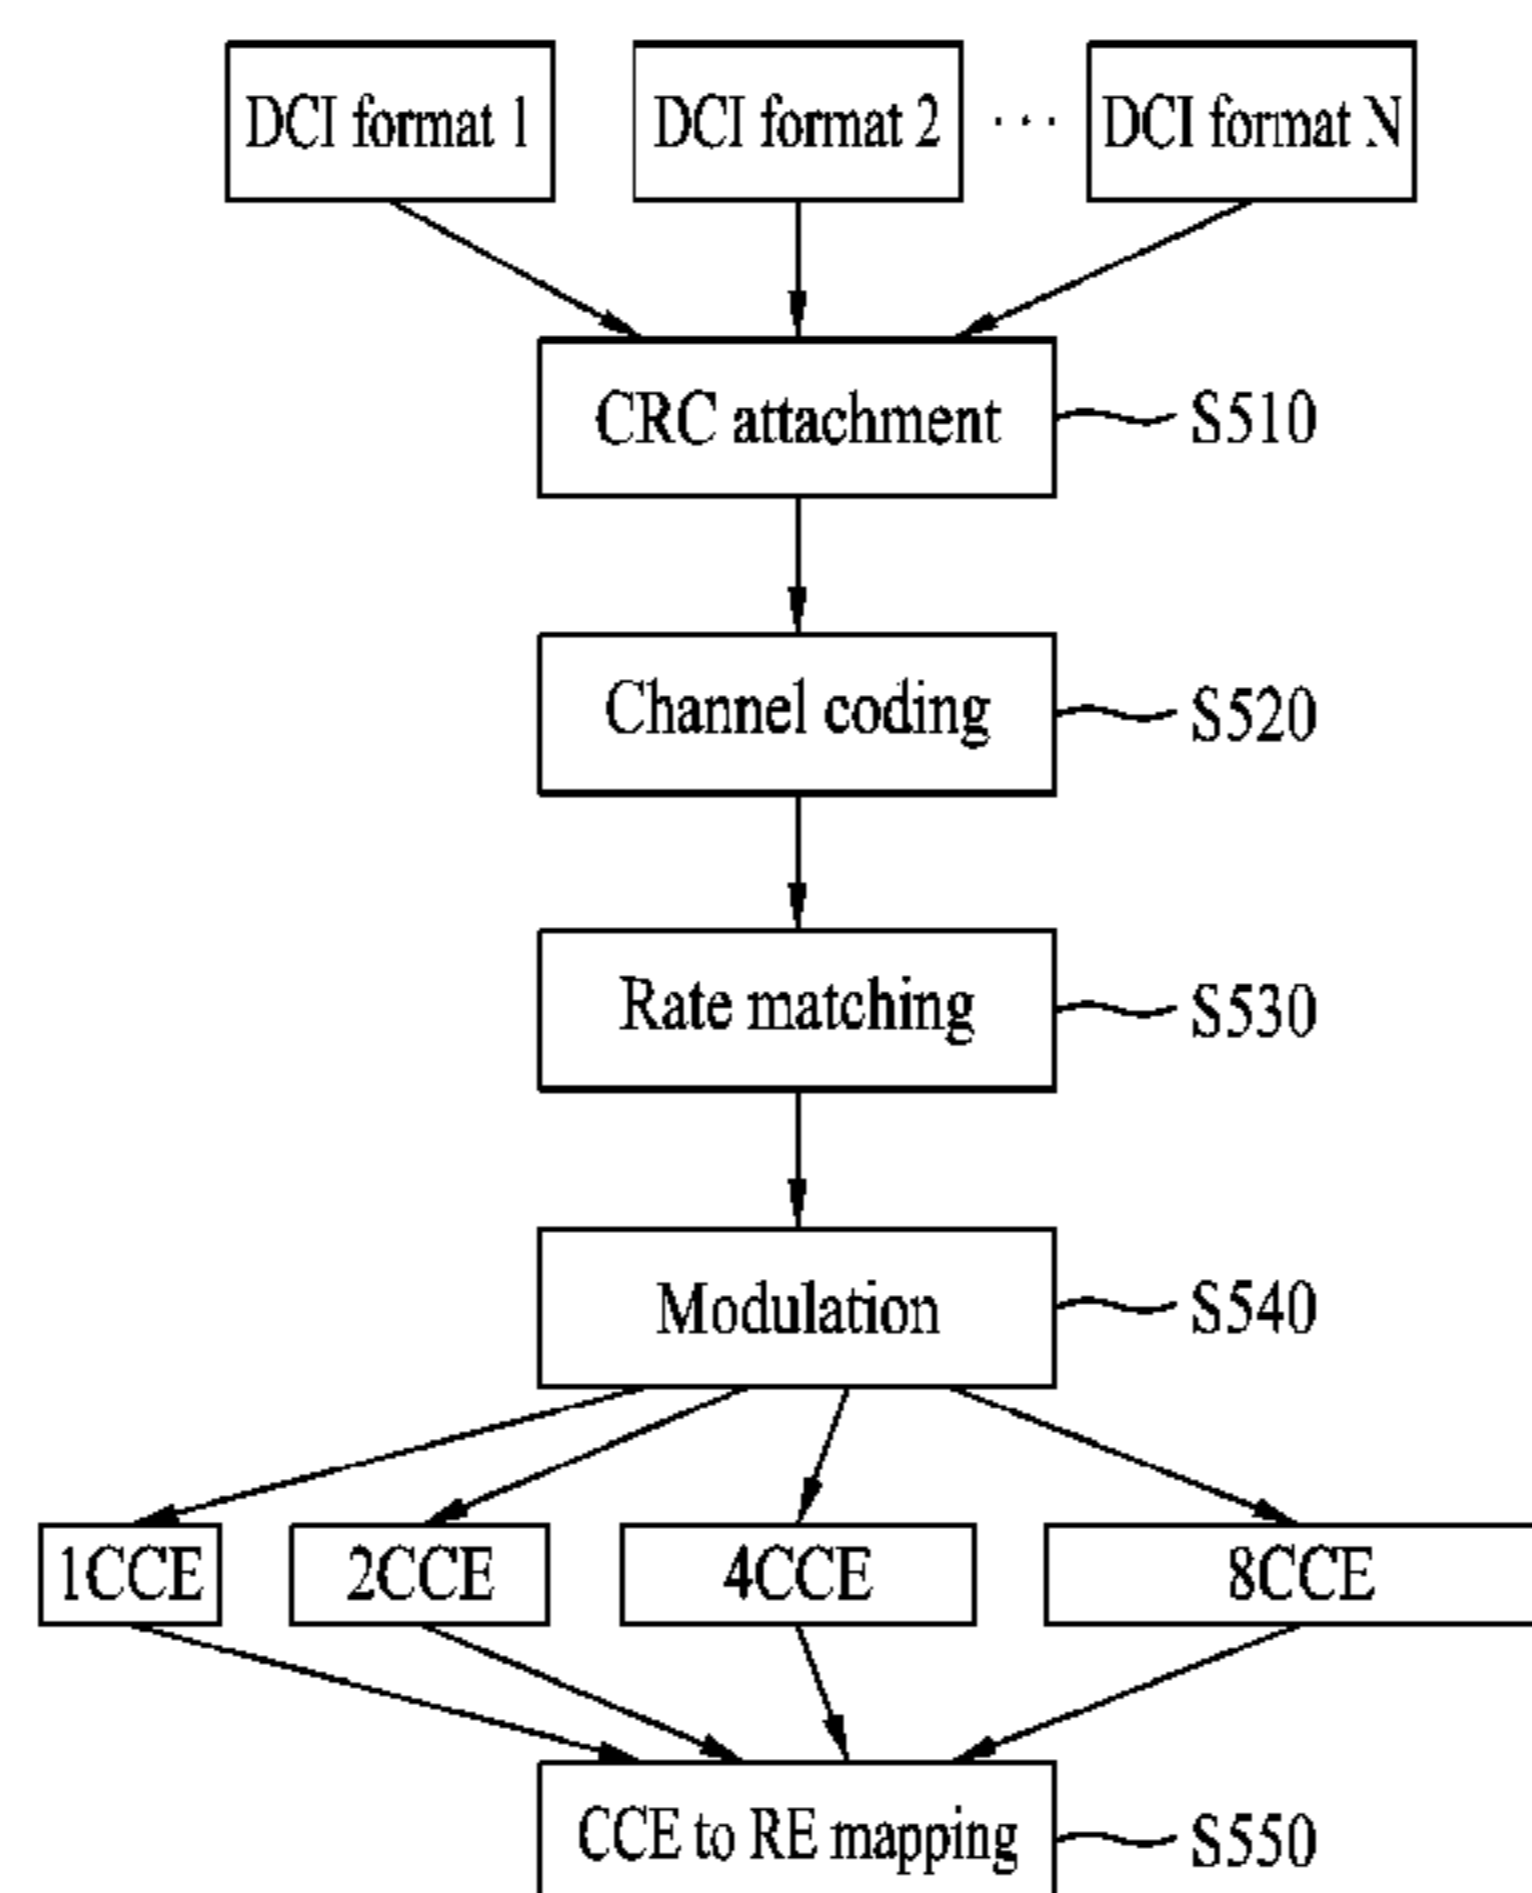 DCI format 1
DCI format 2
...
DCI format N
CRC attachment
S510
Channel coding
S520
Rate matching
S530
Modulation
S540
1CCE
2CCE
4CCE
8CCE
CCE to RE mapping
S550